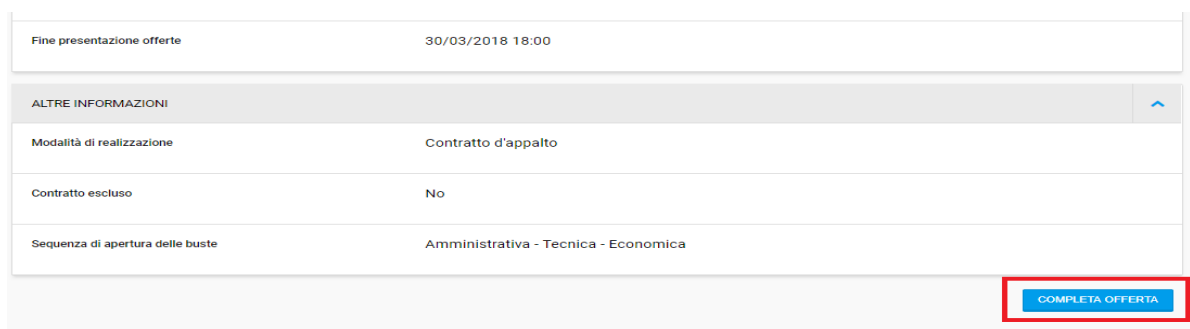 Fine presentazione offerte 30/03/2018 18:00
ALTRE INFORMAZIONI
Modalità di realizzazione Contratto d'appalto
Contratto escluso No
Sequenza di apertura delle buste Amministrativa - Tecnica - Economica
COMPLETA OFFERTA